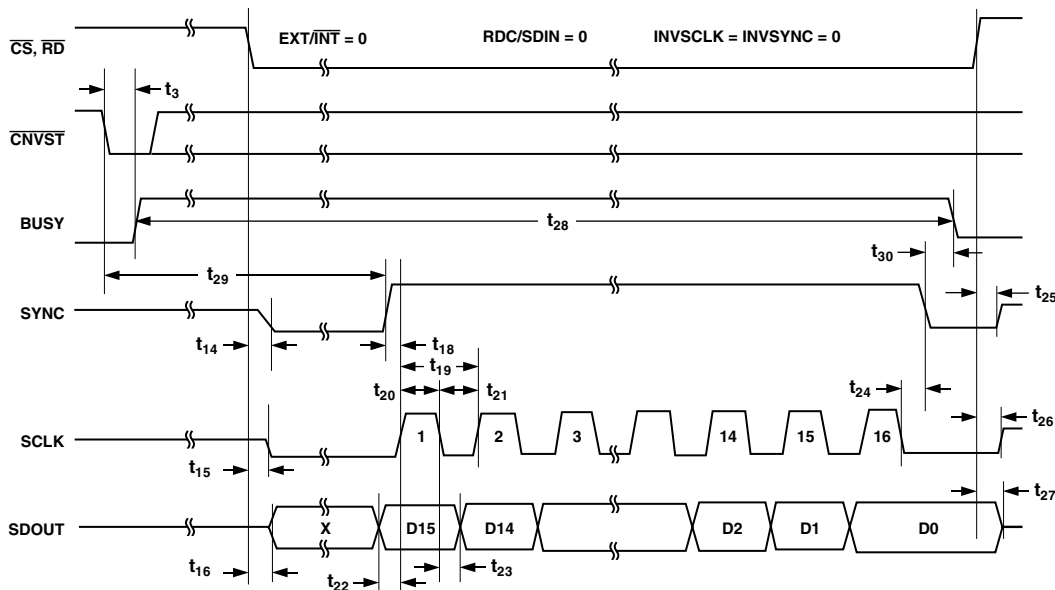 CS, RD
EXT/INT = 0
RDC/SDIN = 0
INVSCLK = INVSYNC = 0
t3
CNVST
BUSY
t28
t30
t29
t25
SYNC
t14
t18
t19
t20
t21
t24
t26
SCLK
1
2
3
14
15
16
t15
t27
SDOUT
X
D15
D14
D2
D1
D0
t16
t22
t23